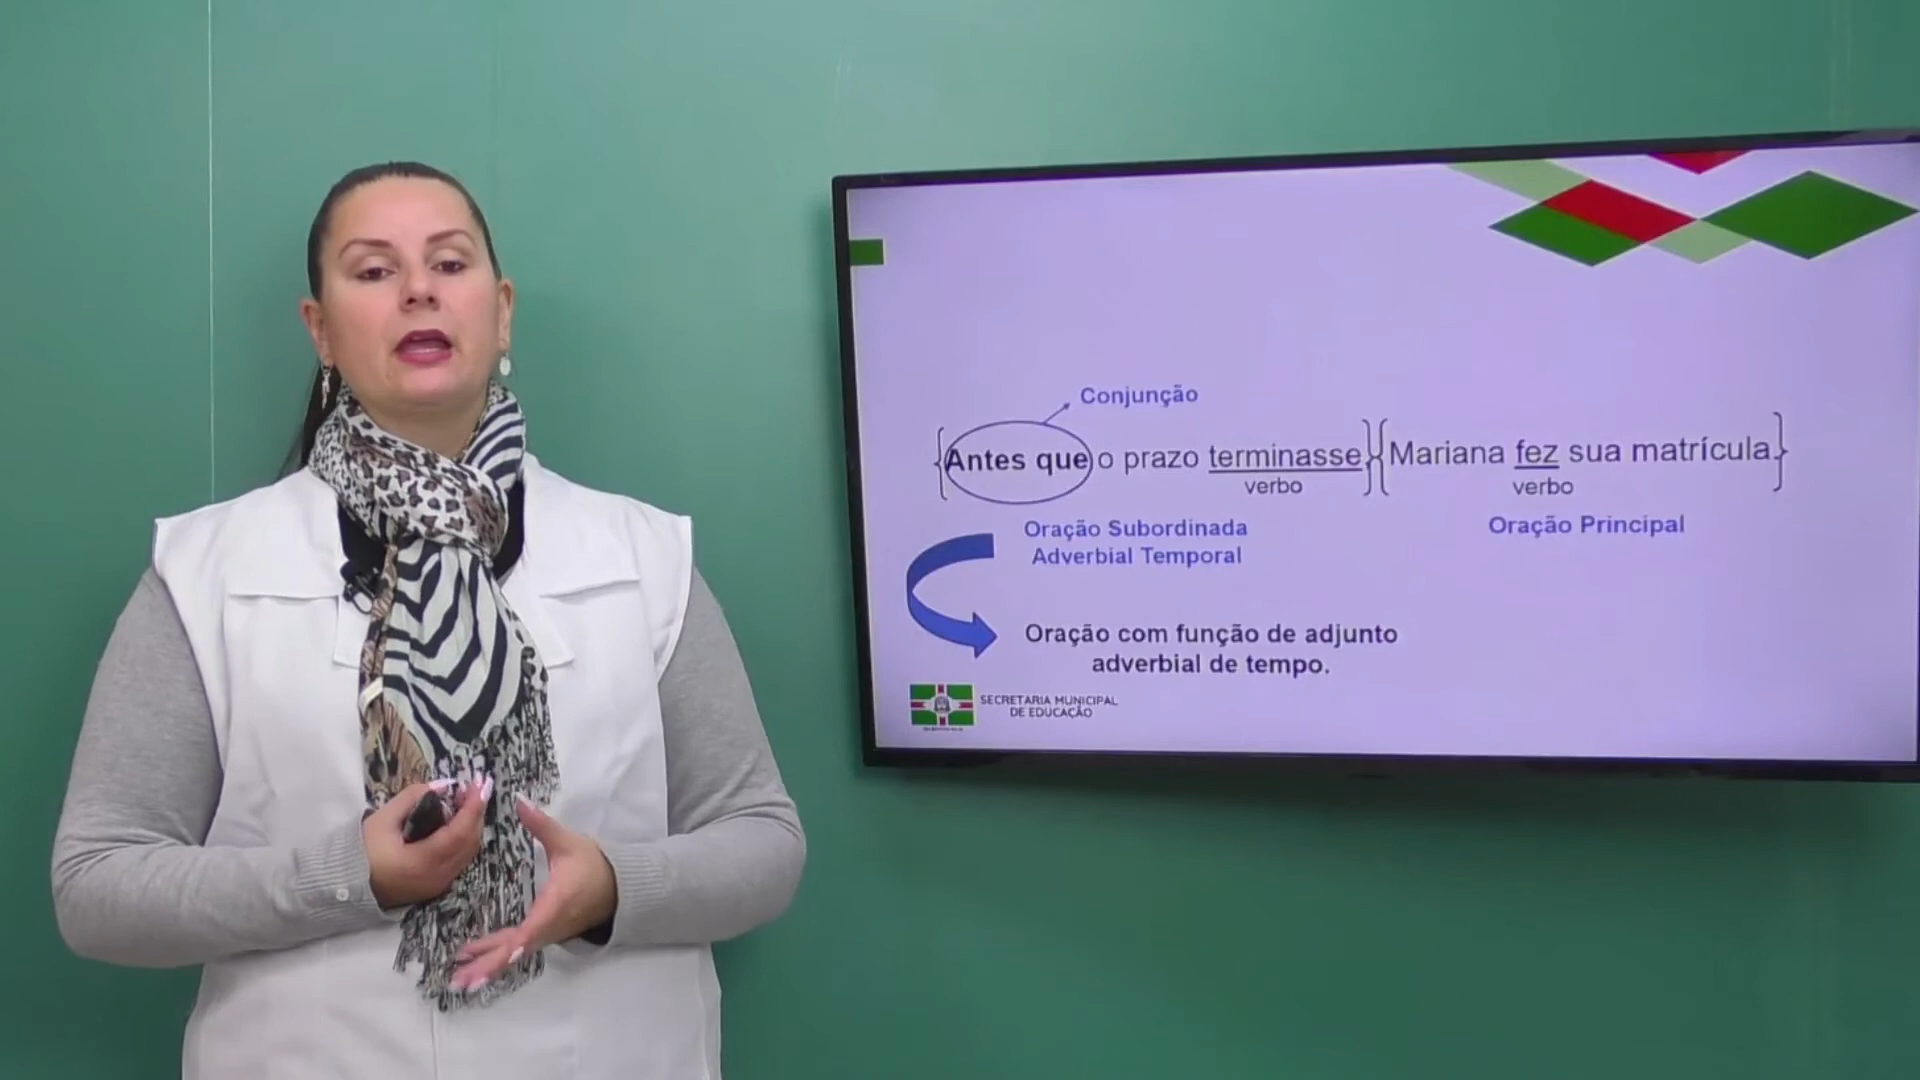 Conjunção
{Antes que o prazo terminasse}{Mariana fez sua matrícula.}
verbo verbo
Oração Subordinada Oração Principal
Adverbial Temporal
Oração com função de adjunto
adverbial de tempo.
SECRETARIA MUNICIPAL
DE EDUCAÇÃO